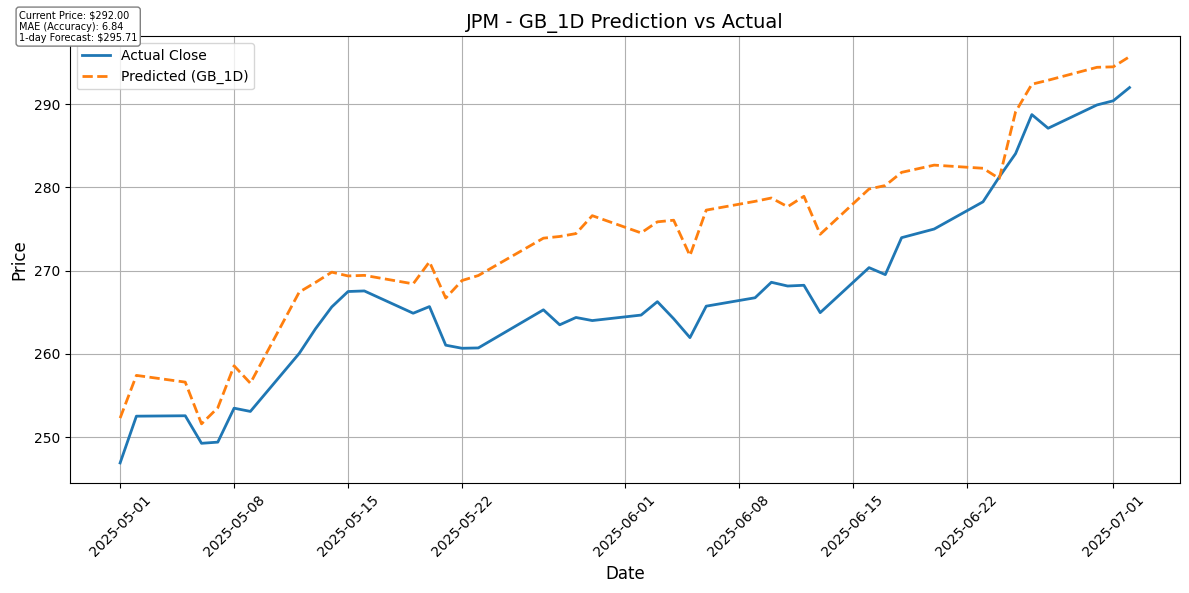 JPM - GB_1D Prediction vs Actual
Current Price: $292.00
MAE (Accuracy): 6.84
1-day Forecast: $295.71
Actual Close
Predicted (GB_1D)
Price
290
280
270
260
250
2025-05-01
2025-05-08
2025-05-15
2025-05-22
2025-06-01
2025-06-08
2025-06-15
2025-06-22
2025-07-01
Date